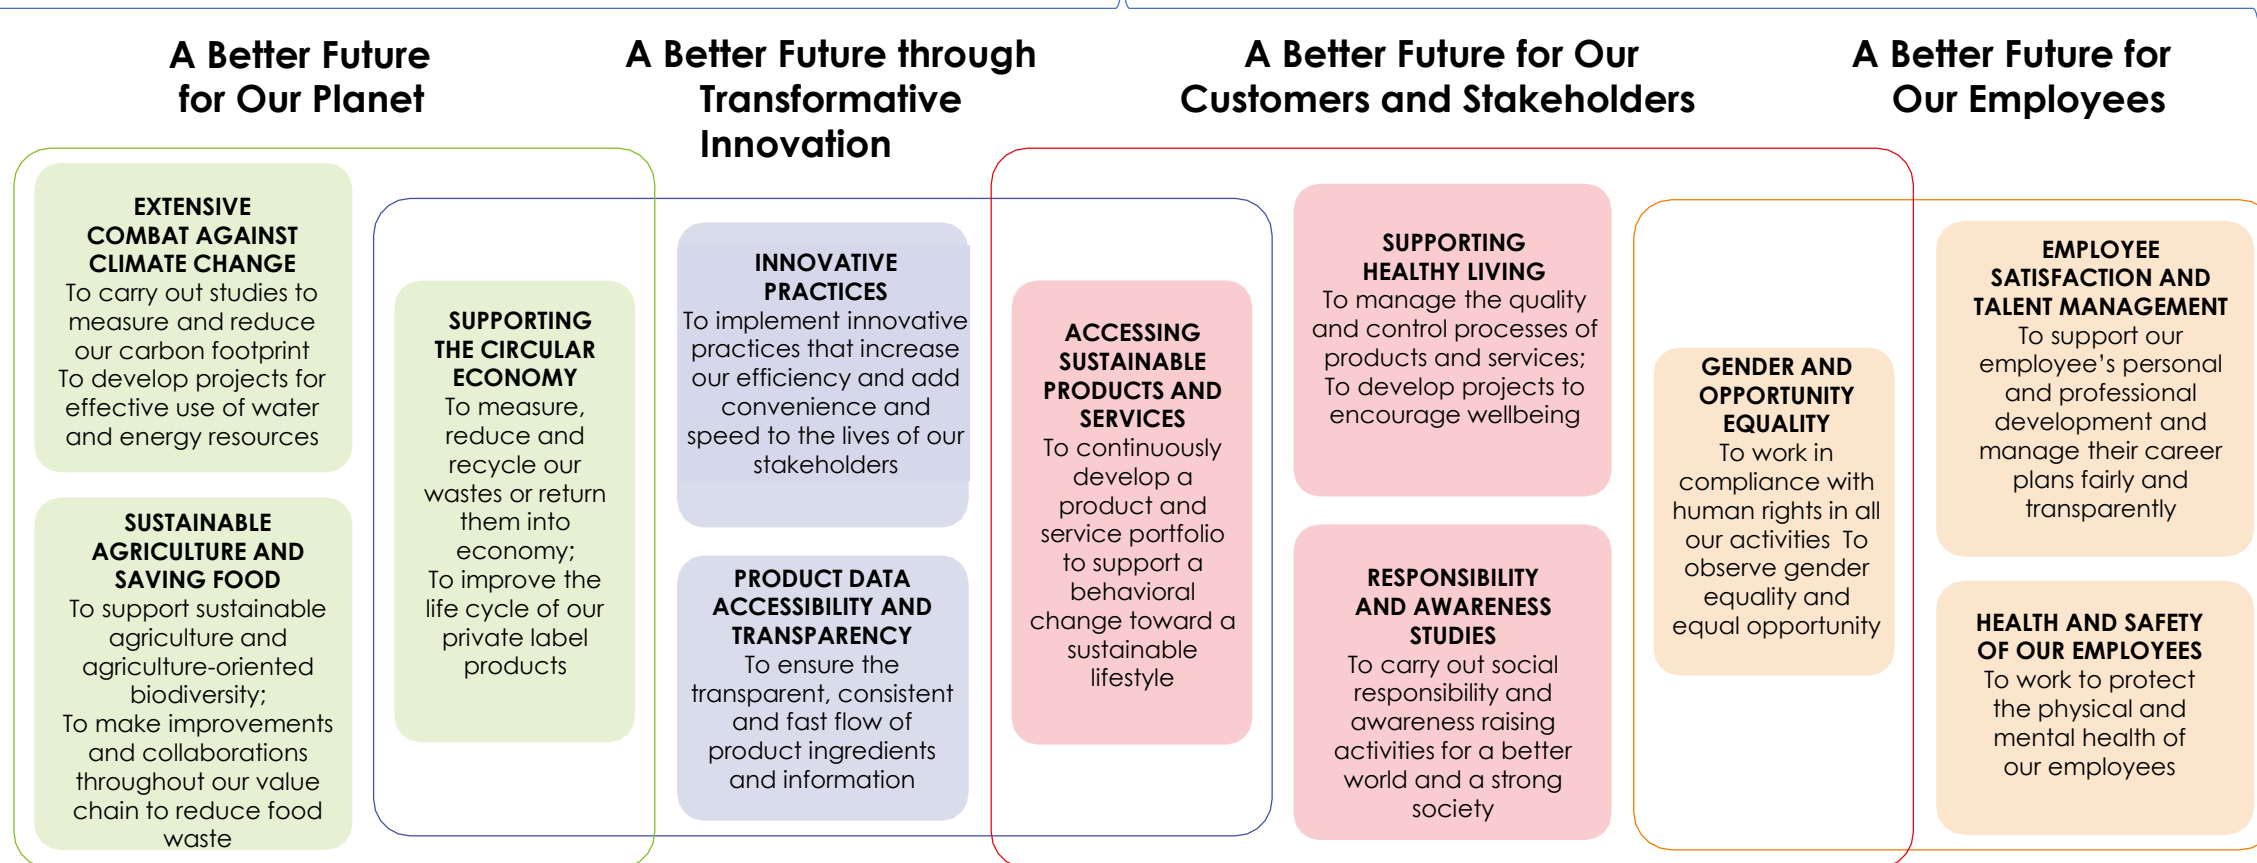 A Better Future
for Our Planet
A Better Future through
Transformative
Innovation
A Better Future for Our
Customers and Stakeholders
A Better Future for
Our Employees
EXTENSIVE
COMBAT AGAINST
CLIMATE CHANGE
To carry out studies to
measure and reduce
our carbon footprint
To develop projects for
effective use of water
and energy resources
SUSTAINABLE
AGRICULTURE AND
SAVING FOOD
To support sustainable
agriculture and
agriculture-oriented
biodiversity;
To make improvements
and collaborations
throughout our value
chain to reduce food
waste
SUPPORTING
THE CIRCULAR
ECONOMY
To measure,
reduce and
recycle our
wastes or return
them into
economy;
To improve the
life cycle of our
private label
products
INNOVATIVE
PRACTICES
To implement innovative
practices that increase
our efficiency and add
convenience and
speed to the lives of our
stakeholders
PRODUCT DATA
ACCESSIBILITY AND
TRANSPARENCY
To ensure the
transparent, consistent
and fast flow of
product ingredients
and information
ACCESSING
SUSTAINABLE
PRODUCTS AND
SERVICES
To continuously
develop a
product and
service portfolio
to support a
behavioral
change toward a
sustainable
lifestyle
SUPPORTING
HEALTHY LIVING
To manage the quality
and control processes of
products and services;
To develop projects to
encourage wellbeing
RESPONSIBILITY
AND AWARENESS
STUDIES
To carry out social
responsibility and
awareness raising
activities for a better
world and a strong
society
GENDER AND
OPPORTUNITY
EQUALITY
To work in
compliance with
human rights in all
our activities To
observe gender
equality and
equal opportunity
EMPLOYEE
SATISFACTION AND
TALENT MANAGEMENT
To support our
employee’s personal
and professional
development and
manage their career
plans fairly and
transparently
HEALTH AND SAFETY
OF OUR EMPLOYEES
To work to protect
the physical and
mental health of
our employees